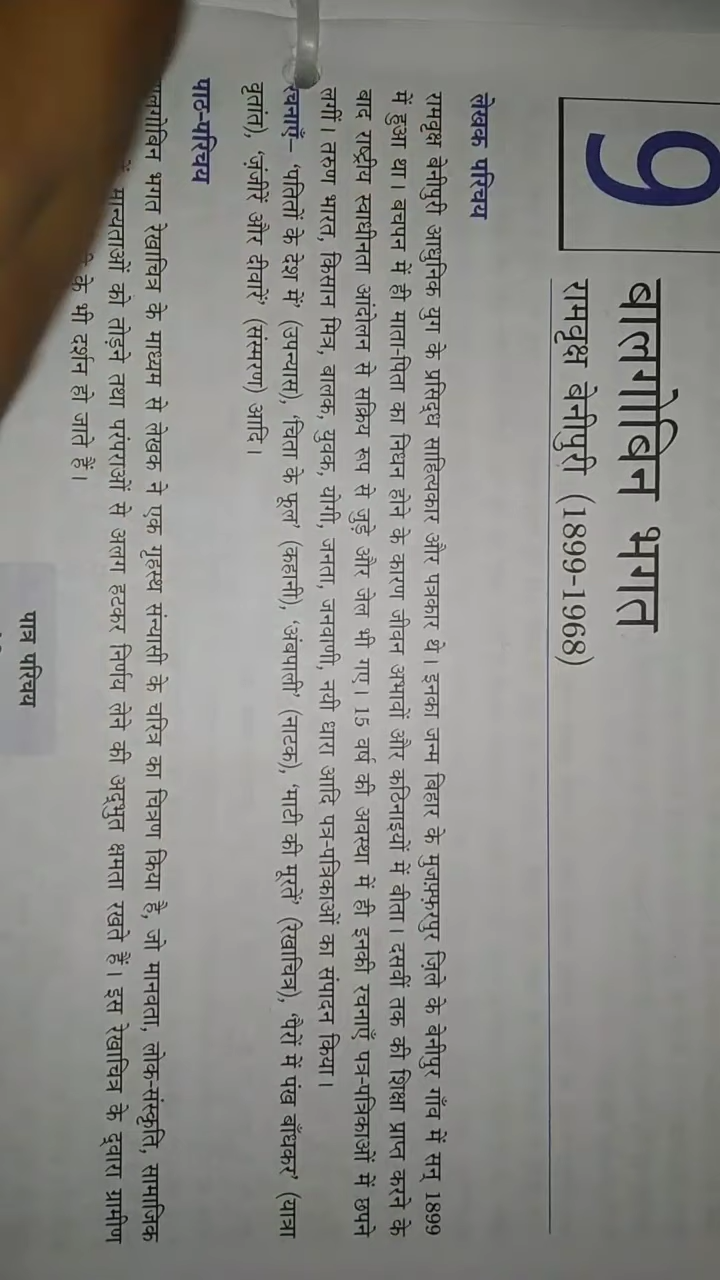 9
बालगोबिन भगत
रामवृक्ष बेनीपुरी (1899-1968)
लेखक परिचय
रामवृक्ष बेनीपुरी आधुनिक युग के प्रसिद्ध साहित्यकार और पत्रकार थे। इनका जन्म बिहार के मुज़फ़्फ़रपुर ज़िले के बेनीपुर गाँव में सन् 1899
में हुआ था। बचपन में ही माता-पिता का निधन होने के कारण जीवन अभावों और कठिनाइयों में बीता। दसवीं तक की शिक्षा प्राप्त करने के
बाद राष्ट्रीय स्वाधीनता आंदोलन से सक्रिय रूप से जुड़े और जेल भी गए। 15 वर्ष की अवस्था में ही इनकी रचनाएँ पत्र-पत्रिकाओं में छपने
लगीं। तरुण भारत, किसान मित्र, बालक, युवक, योगी, जनता, जनवाणी, नयी धारा आदि पत्र-पत्रिकाओं का संपादन किया।
रचनाएँ– 'पतितों के देश में' (उपन्यास), 'चिता के फूल' (कहानी), 'अंबपाली' (नाटक), 'माटी की मूरतें' (रेखाचित्र), 'पैरों में पंख बाँधकर' (यात्रा
वृतांत), 'ज़ंजीरें और दीवारें' (संस्मरण) आदि।
पाठ-परिचय
बालगोबिन भगत रेखाचित्र के माध्यम से लेखक ने एक गृहस्थ संन्यासी के चरित्र का चित्रण किया है, जो मानवता, लोक-संस्कृति, सामाजिक
मान्यताओं को तोड़ने तथा परंपराओं से अलग हटकर निर्णय लेने की अद्भुत क्षमता रखते हैं। इस रेखाचित्र के द्वारा ग्रामीण
के भी दर्शन हो जाते हैं।
पात्र परिचय